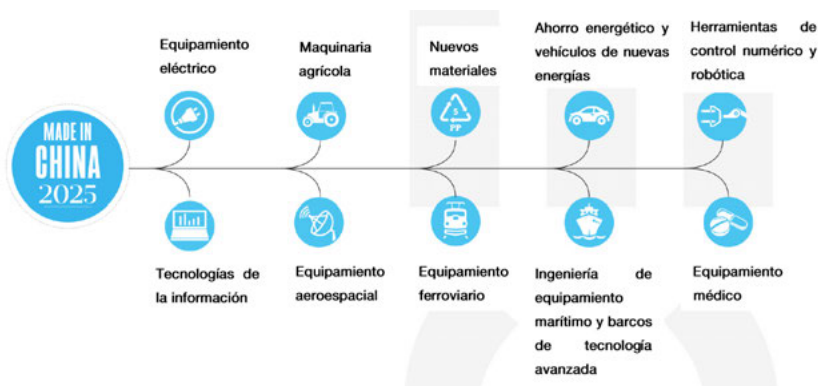 MADE IN
CHINA
2025
Equipamiento
eléctrico
Maquinaria
agrícola
Nuevos
materiales
Ahorro energético y
vehículos de nuevas
energías
Herramientas de
control numérico y
robótica
5
PP
Tecnologías de
la información
Equipamiento
aeroespacial
Equipamiento
ferroviario
Ingeniería de
equipamiento
marítimo y barcos
de tecnología
avanzada
Equipamiento
médico